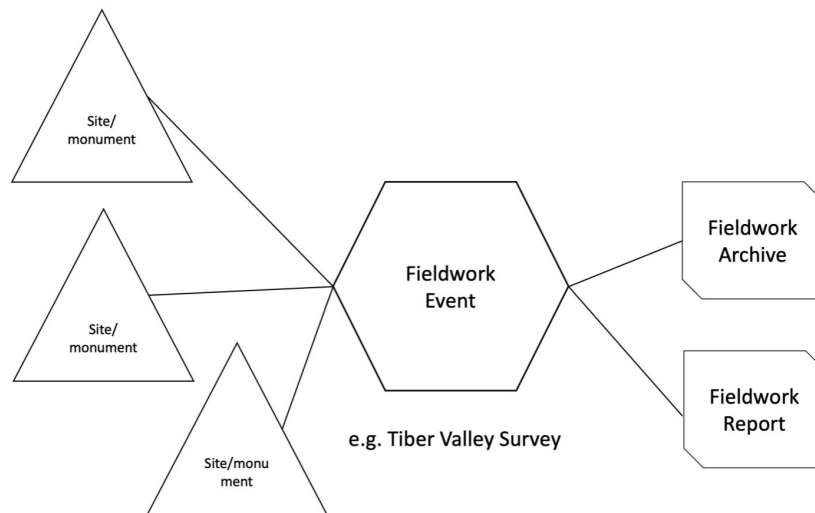 Site/
monument
Site/
monument
Site/monu
ment
Fieldwork
Event
e.g. Tiber Valley Survey
Fieldwork
Archive
Fieldwork
Report